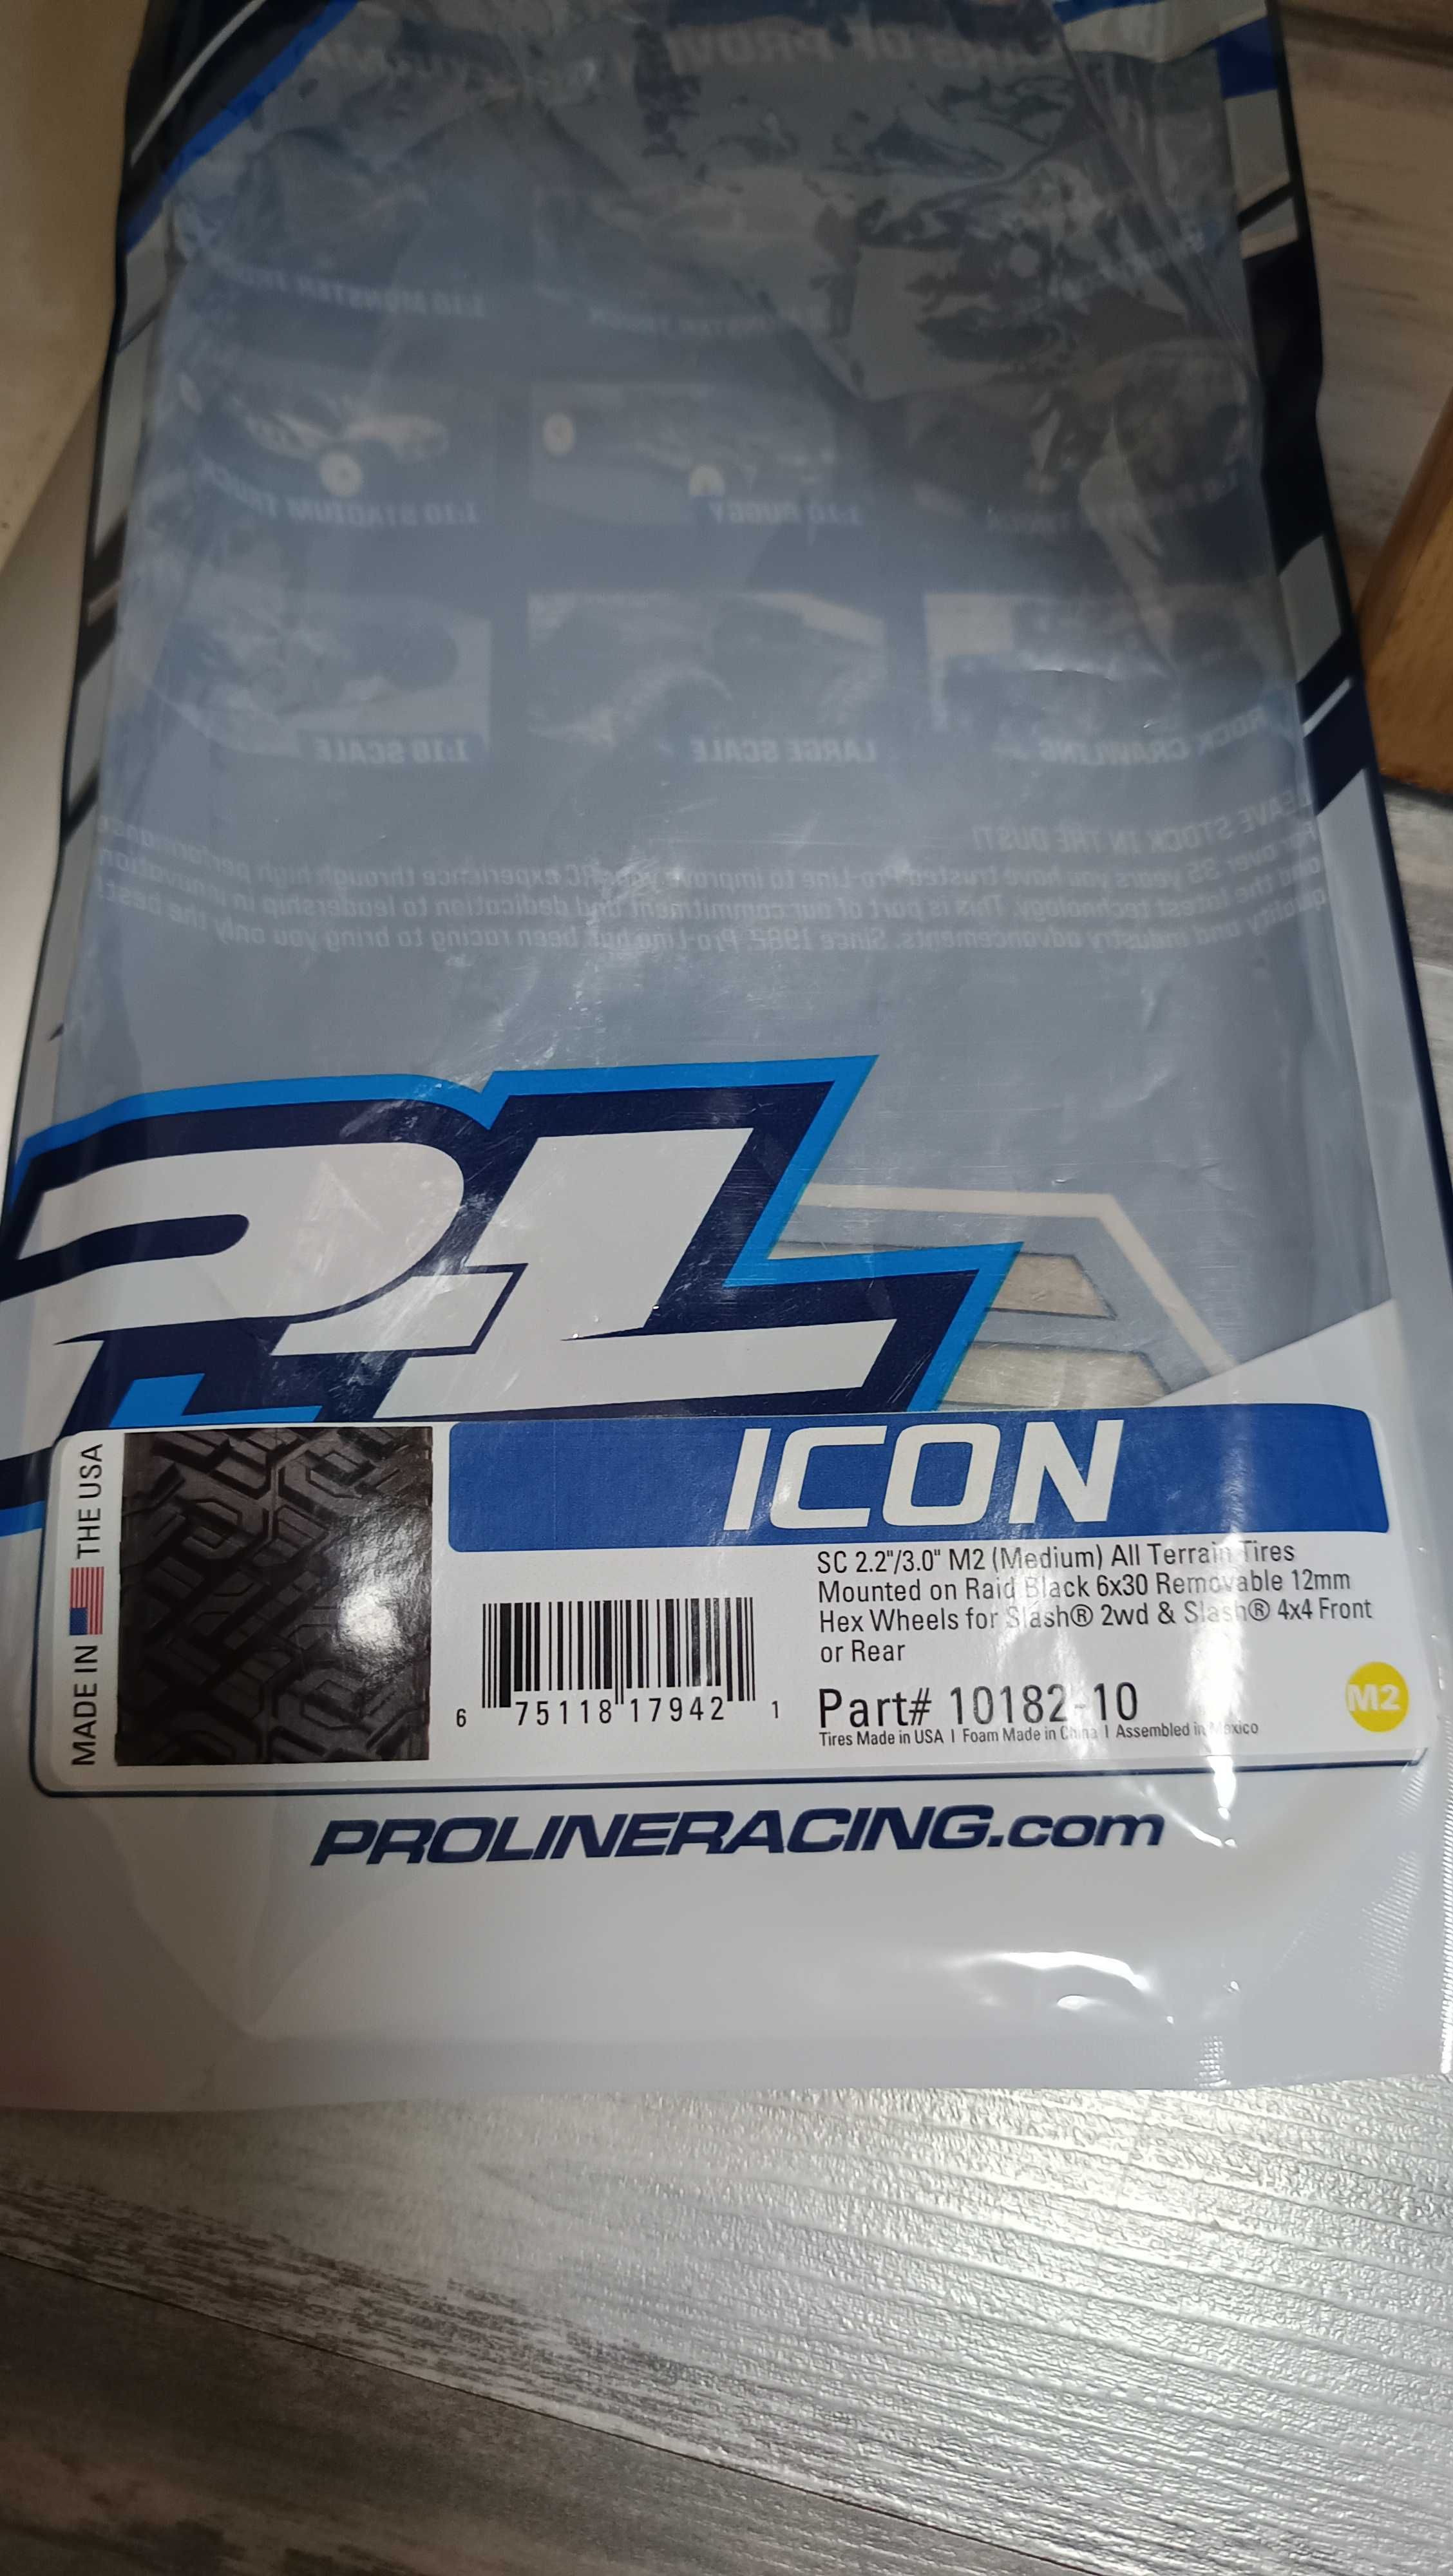 1:10 MONSTER TRUCK
1:10 STADIUM TRUCK
1:10 BUGGY
1:16 SCALE
LARGE SCALE
ROCK CRAWLING
LEAVE STOCK IN THE DUST!
For over 35 years you have trusted Pro-Line to improve your RC experience through high performance
and the latest technology. This is part of our commitment and dedication to leadership in innovation
quality and industry advancements. Since 1982 Pro-Line has been racing to bring you only the best!
PL
MADE IN THE USA
ICON
SC 2.2"/3.0" M2 (Medium) All Terrain Tires
Mounted on Raid Black 6x30 Removable 12mm
Hex Wheels for Slash® 2wd & Slash® 4x4 Front
or Rear
6 75118 17942 1
Part# 10182-10
M2
Tires Made in USA | Foam Made in China | Assembled in Mexico
PROLINERACING.com